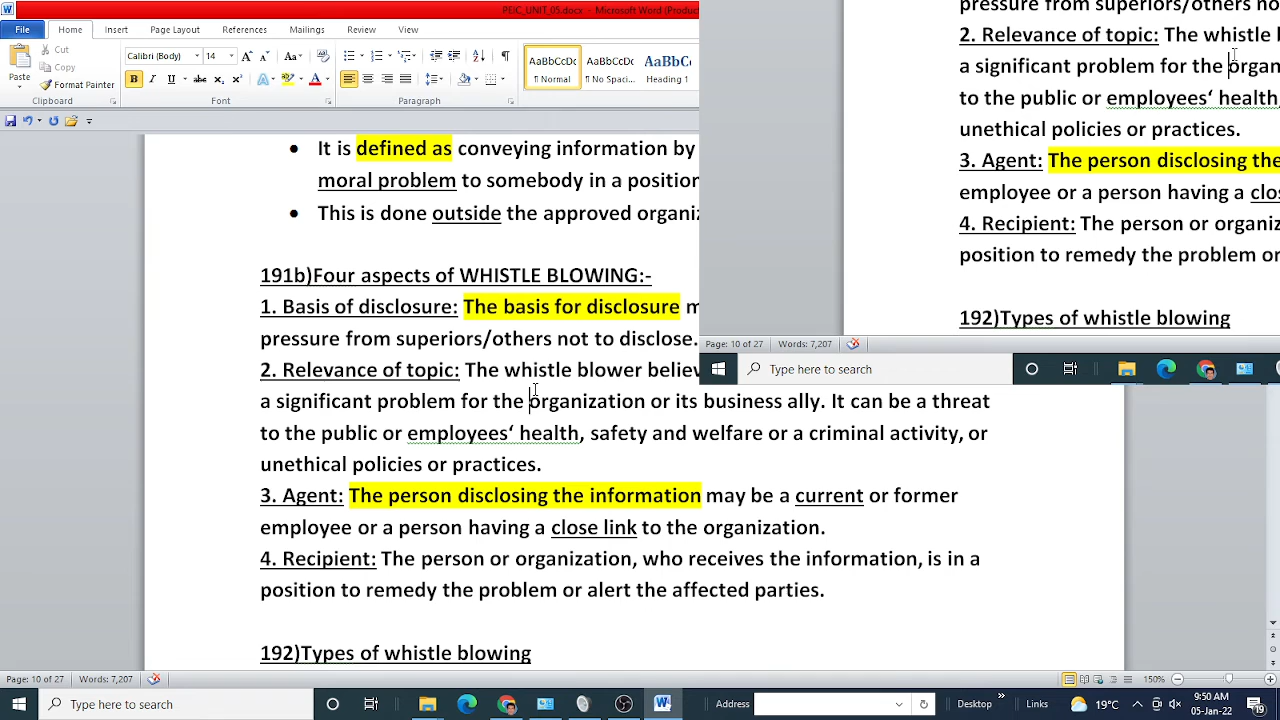 PEIC_UNIT_05.docx - Microsoft Word (Produc
File Home Insert Page Layout References Mailings Review View
Cut
Copy
Format Painter
Paste
Clipboard
Calibri (Body) 14
Font
AaBbCcDc AaBbCcDc AaBbC
¶ Normal ¶ No Spaci... Heading 1
Paragraph
It is defined as conveying information by
moral problem to somebody in a position
This is done outside the approved organiz
191b)Four aspects of WHISTLE BLOWING:-
1. Basis of disclosure: The basis for disclosure m
pressure from superiors/others not to disclose.
2. Relevance of topic: The whistle blower believ
a significant problem for the organization or its business ally. It can be a threat
to the public or employees‘ health, safety and welfare or a criminal activity, or
unethical policies or practices.
3. Agent: The person disclosing the information may be a current or former
employee or a person having a close link to the organization.
4. Recipient: The person or organization, who receives the information, is in a
position to remedy the problem or alert the affected parties.
192)Types of whistle blowing
pressure from superiors/others no
2. Relevance of topic: The whistle b
a significant problem for the organ
to the public or employees‘ health,
unethical policies or practices.
3. Agent: The person disclosing the
employee or a person having a clos
4. Recipient: The person or organiz
position to remedy the problem or
192)Types of whistle blowing
Page: 10 of 27 Words: 7,207
Type here to search
Page: 10 of 27 Words: 7,207
150%
Type here to search
Address
Desktop
Links
19°C
9:50 AM
05-Jan-22
19